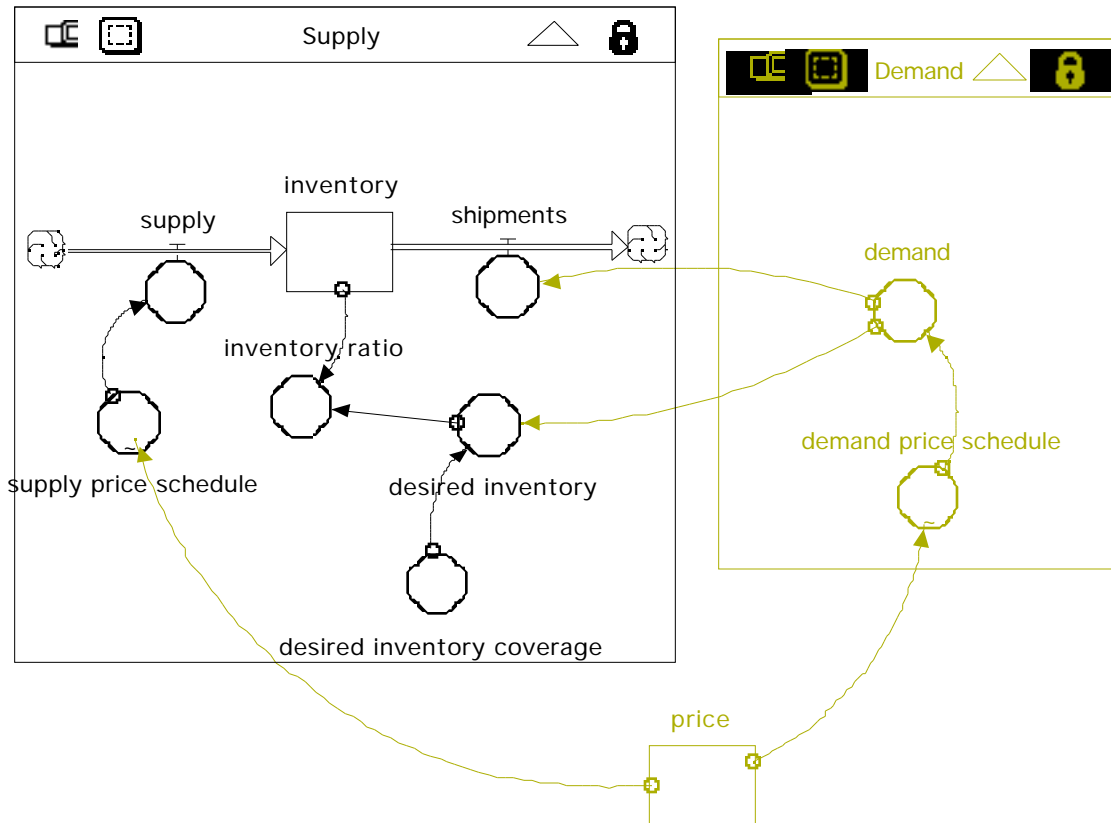 Supply
Demand
inventory
supply
shipments
demand
inventory ratio
demand price schedule
supply price schedule
desired inventory
desired inventory coverage
price